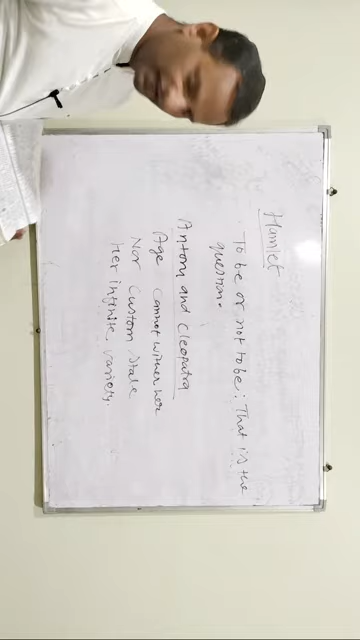 Hamlet
To be or not to be: That is the
question.
Antony and Cleopatra
Age cannot wither her
Nor Custom stale
Her infinite variety.